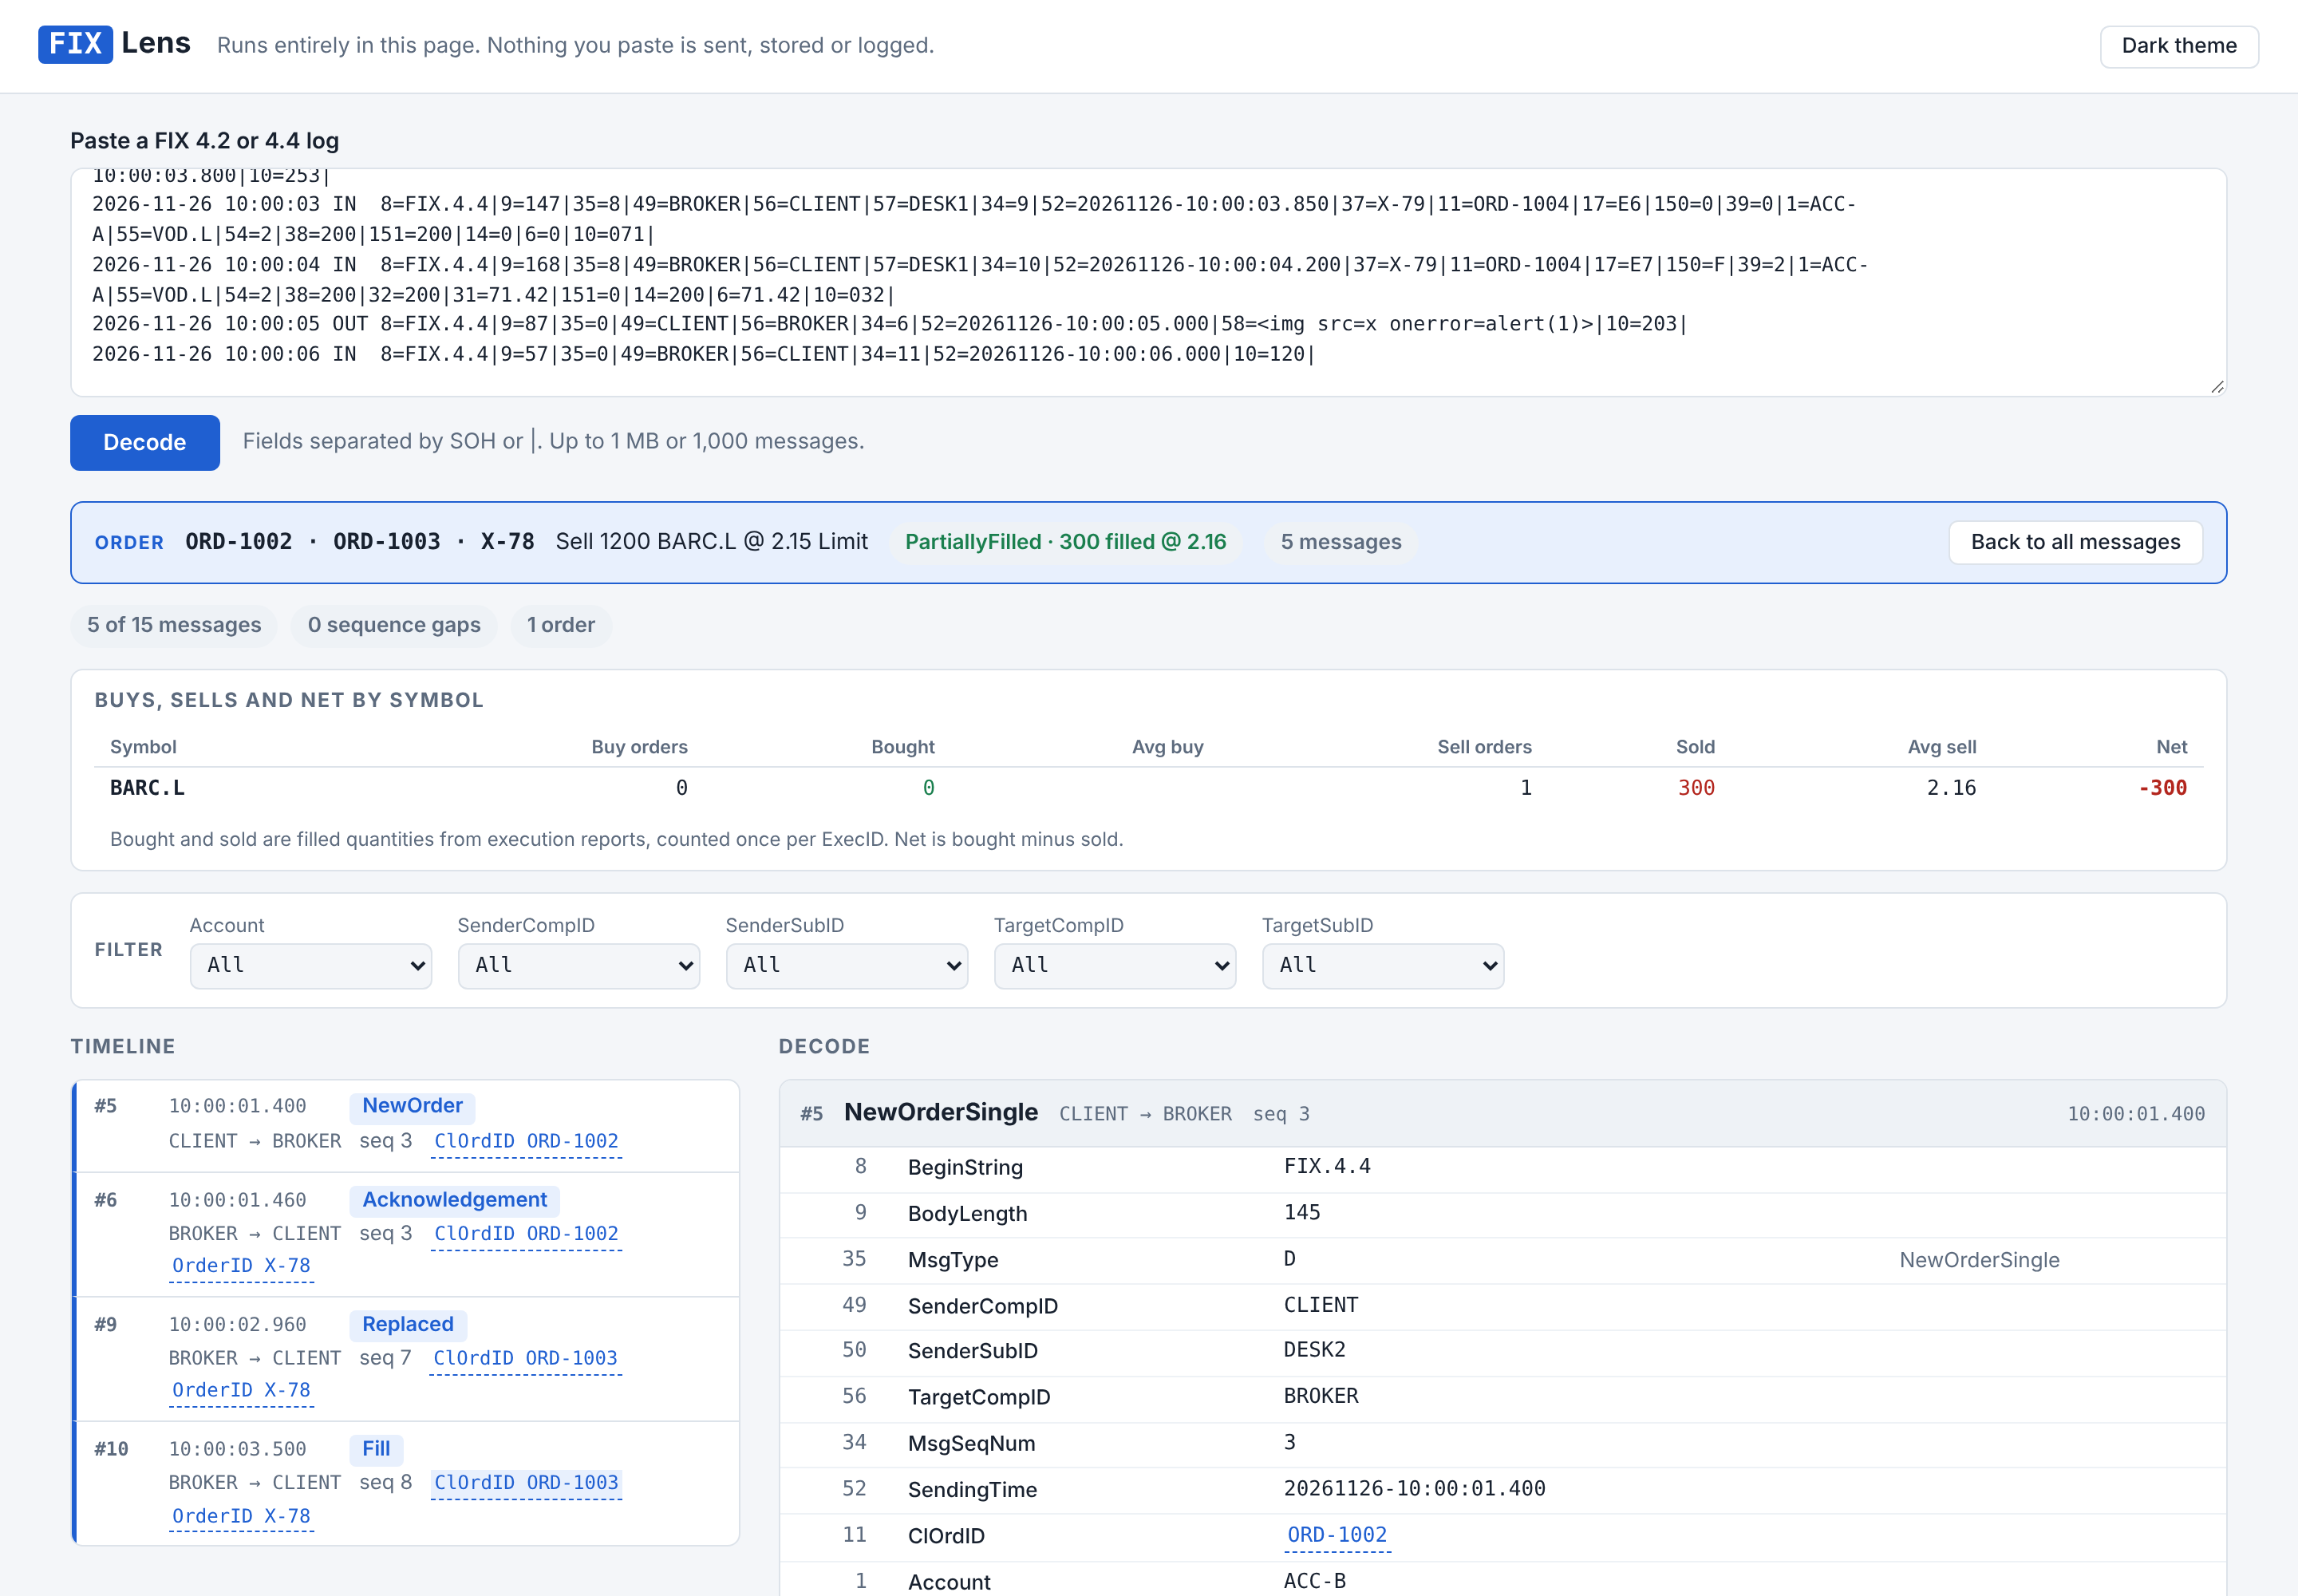 FIX Lens Runs entirely in this page. Nothing you paste is sent, stored or logged. Dark theme
Paste a FIX 4.2 or 4.4 log
10:00:03.800|10=253|
2026-11-26 10:00:03 IN  8=FIX.4.4|9=147|35=8|49=BROKER|56=CLIENT|57=DESK1|34=9|52=20261126-10:00:03.850|37=X-79|11=ORD-1004|17=E6|150=0|39=0|1=ACC-
A|55=VOD.L|54=2|38=200|151=200|14=0|6=0|10=071|
2026-11-26 10:00:04 IN  8=FIX.4.4|9=168|35=8|49=BROKER|56=CLIENT|57=DESK1|34=10|52=20261126-10:00:04.200|37=X-79|11=ORD-1004|17=E7|150=F|39=2|1=ACC-
A|55=VOD.L|54=2|38=200|32=200|31=71.42|151=0|14=200|6=71.42|10=032|
2026-11-26 10:00:05 OUT 8=FIX.4.4|9=87|35=0|49=CLIENT|56=BROKER|34=6|52=20261126-10:00:05.000|58=<img src=x onerror=alert(1)>|10=203|
2026-11-26 10:00:06 IN  8=FIX.4.4|9=57|35=0|49=BROKER|56=CLIENT|34=11|52=20261126-10:00:06.000|10=120|
Decode Fields separated by SOH or |. Up to 1 MB or 1,000 messages.
ORDER ORD-1002 · ORD-1003 · X-78 Sell 1200 BARC.L @ 2.15 Limit PartiallyFilled · 300 filled @ 2.16 5 messages Back to all messages
5 of 15 messages 0 sequence gaps 1 order
BUYS, SELLS AND NET BY SYMBOL
Symbol Buy orders Bought Avg buy Sell orders Sold Avg sell Net
BARC.L 0 0 1 300 2.16 -300
Bought and sold are filled quantities from execution reports, counted once per ExecID. Net is bought minus sold.
Account SenderCompID SenderSubID TargetCompID TargetSubID
FILTER All All All All All
TIMELINE
#5 10:00:01.400 NewOrder
CLIENT → BROKER seq 3 ClOrdID ORD-1002
#6 10:00:01.460 Acknowledgement
BROKER → CLIENT seq 3 ClOrdID ORD-1002
OrderID X-78
#9 10:00:02.960 Replaced
BROKER → CLIENT seq 7 ClOrdID ORD-1003
OrderID X-78
#10 10:00:03.500 Fill
BROKER → CLIENT seq 8 ClOrdID ORD-1003
OrderID X-78
DECODE
#5 NewOrderSingle CLIENT → BROKER seq 3 10:00:01.400
8 BeginString FIX.4.4
9 BodyLength 145
35 MsgType D NewOrderSingle
49 SenderCompID CLIENT
50 SenderSubID DESK2
56 TargetCompID BROKER
34 MsgSeqNum 3
52 SendingTime 20261126-10:00:01.400
11 ClOrdID ORD-1002
1 Account ACC-B